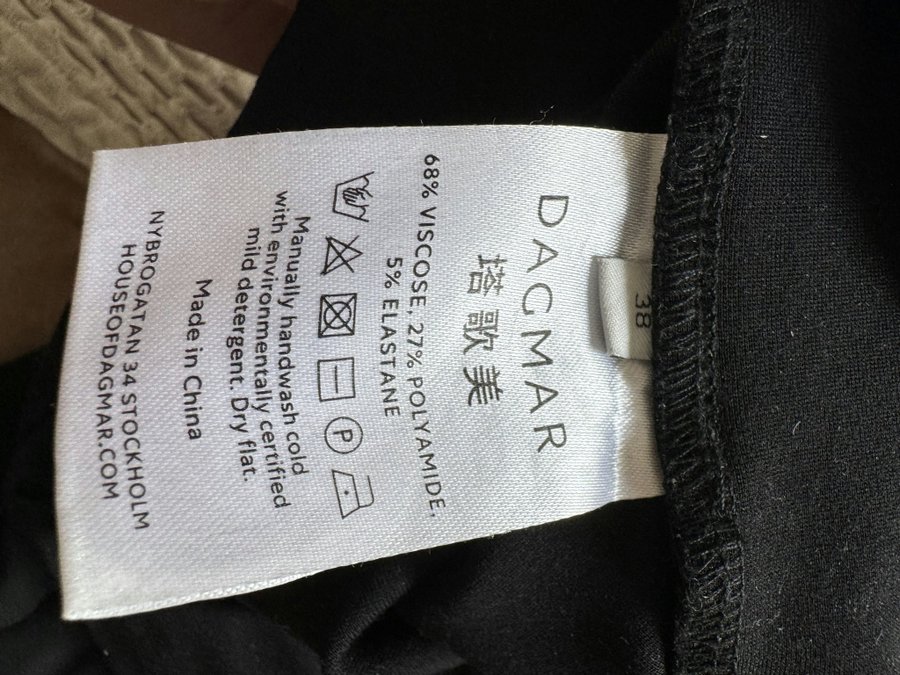 38
DAGMAR
塔歌美
68% VISCOSE, 27% POLYAMIDE,
5% ELASTANE
P
Manually handwash cold
with environmentally certified
mild detergent. Dry flat.
Made in China
NYBROGATAN 34 STOCKHOLM
HOUSEOFDAGMAR.COM